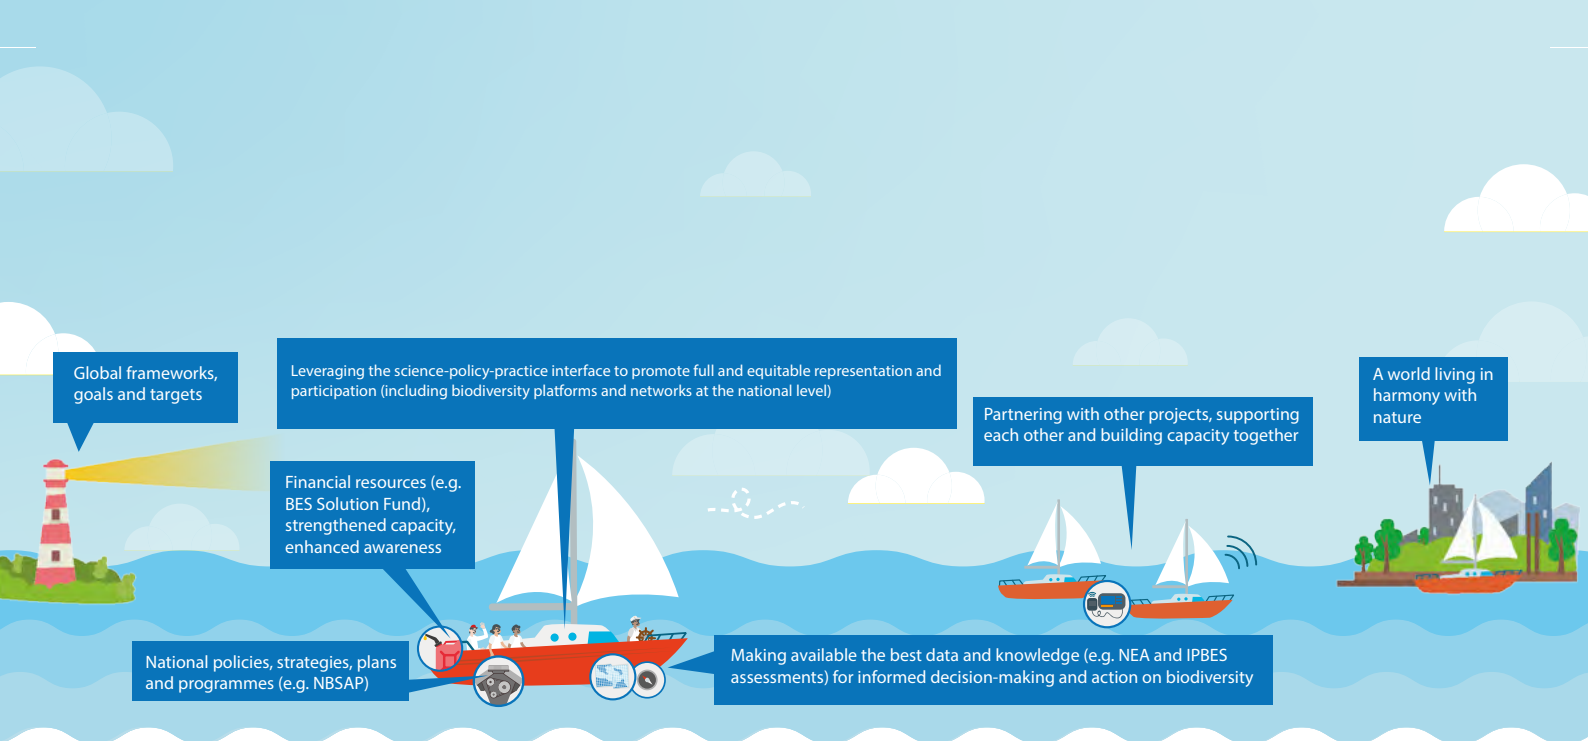 Global frameworks,
goals and targets
Leveraging the science-policy-practice interface to promote full and equitable representation and
participation (including biodiversity platforms and networks at the national level)
Partnering with other projects, supporting
each other and building capacity together
A world living in
harmony with
nature
Financial resources (e.g.
BES Solution Fund),
strengthened capacity,
enhanced awareness
National policies, strategies, plans
and programmes (e.g. NBSAP)
Making available the best data and knowledge (e.g. NEA and IPBES
assessments) for informed decision-making and action on biodiversity